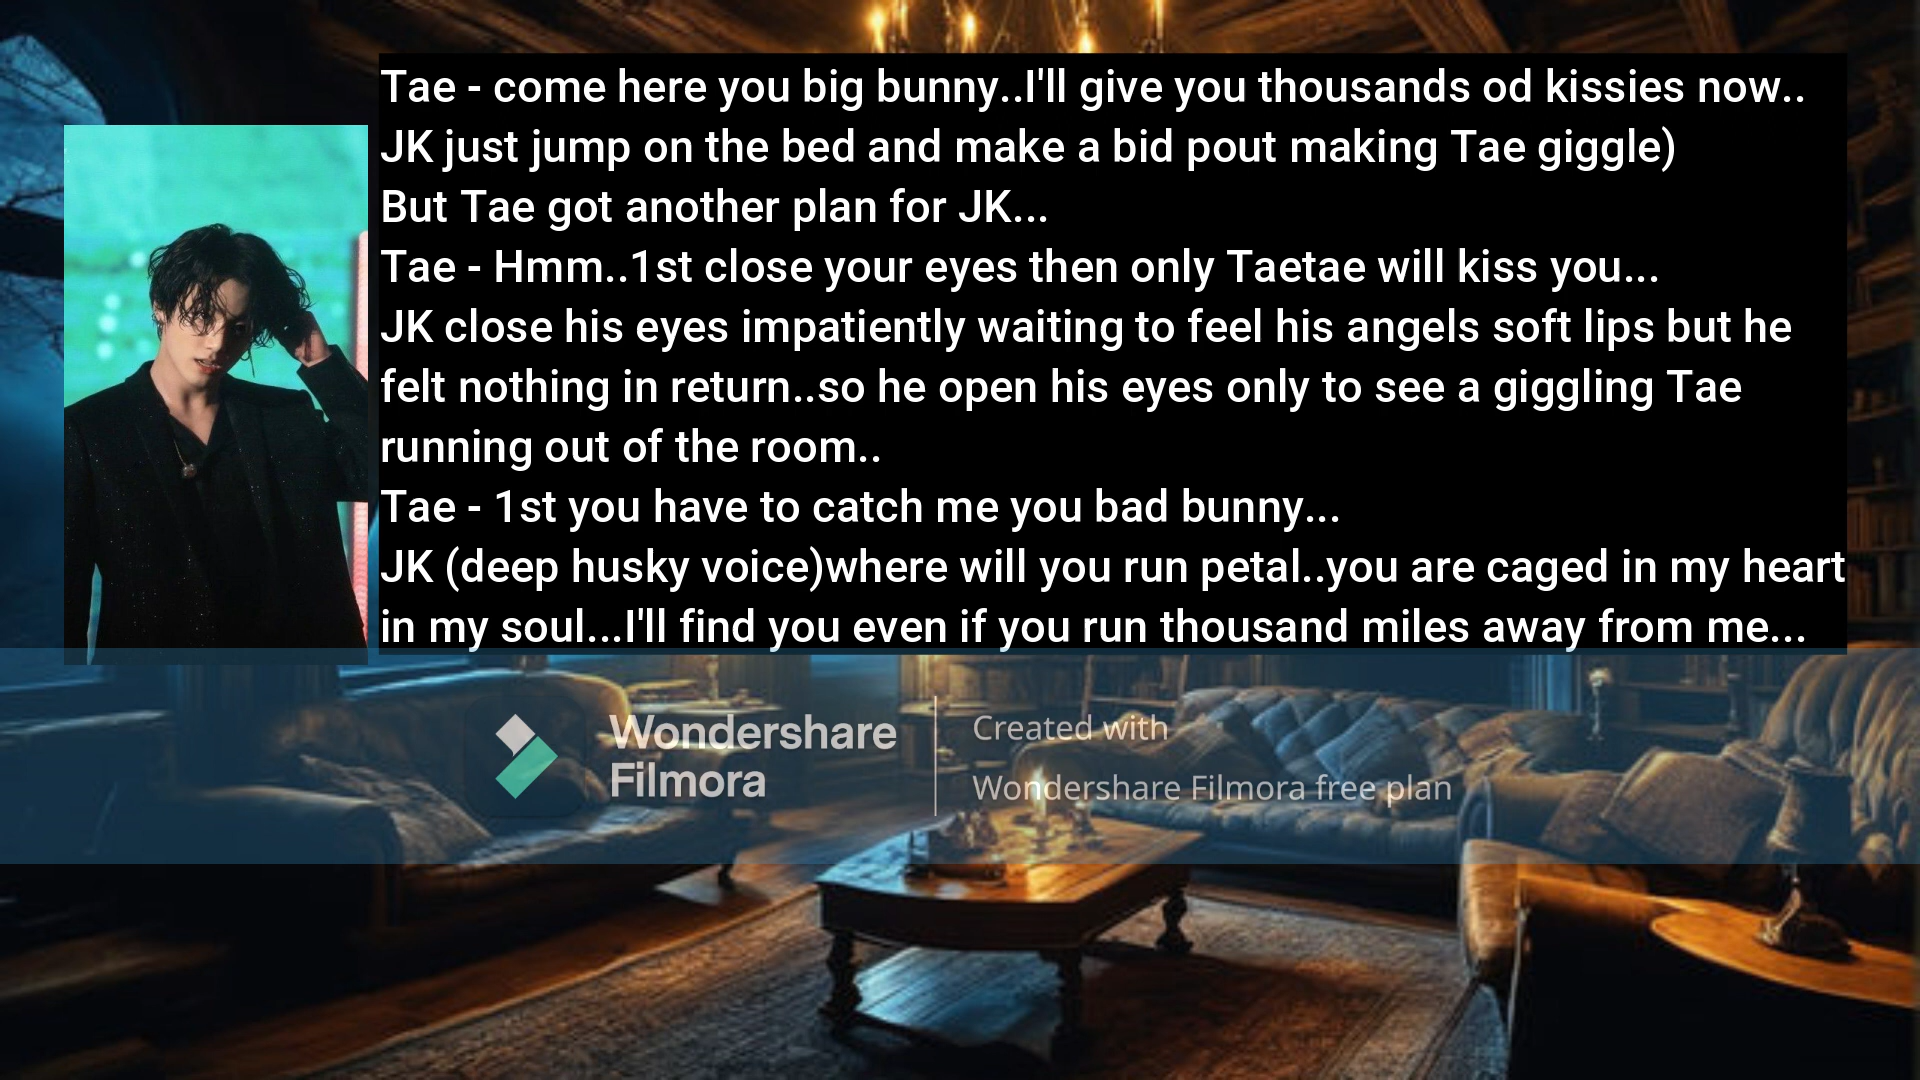 Tae - come here you big bunny..I'll give you thousands od kissies now..
JK just jump on the bed and make a bid pout making Tae giggle)
But Tae got another plan for JK...
Tae - Hmm..1st close your eyes then only Taetae will kiss you...
JK close his eyes impatiently waiting to feel his angels soft lips but he
felt nothing in return..so he open his eyes only to see a giggling Tae
running out of the room..
Tae - 1st you have to catch me you bad bunny...
JK (deep husky voice)where will you run petal..you are caged in my heart
in my soul...I'll find you even if you run thousand miles away from me...
Wondershare
Filmora
Created with
Wondershare Filmora free plan